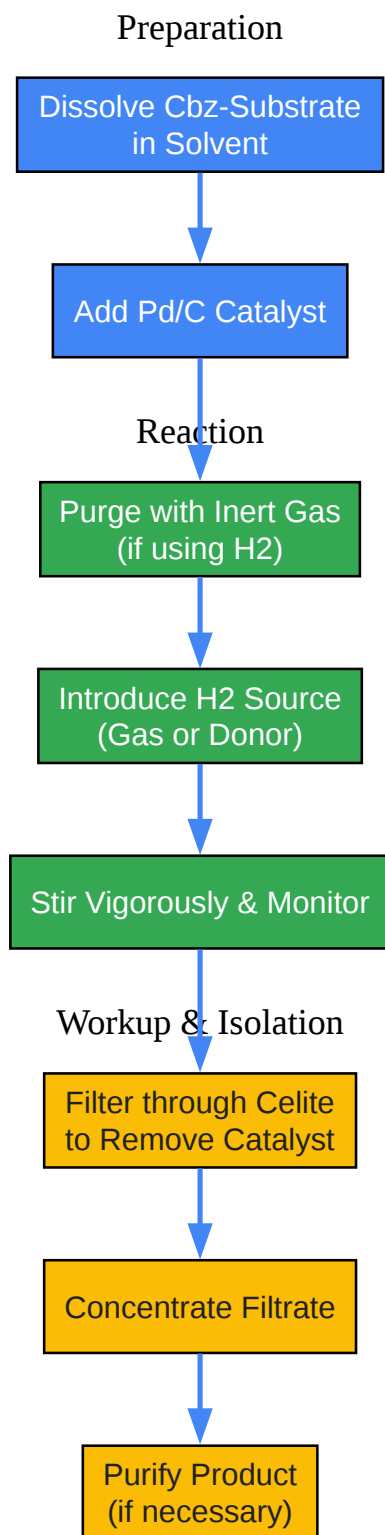 Preparation
Dissolve Cbz-Substrate
in Solvent
Add Pd/C Catalyst
Reaction
Purge with Inert Gas
(if using H2)
Introduce H2 Source
(Gas or Donor)
Stir Vigorously & Monitor
Workup & Isolation
Filter through Celite
to Remove Catalyst
Concentrate Filtrate
Purify Product
(if necessary)